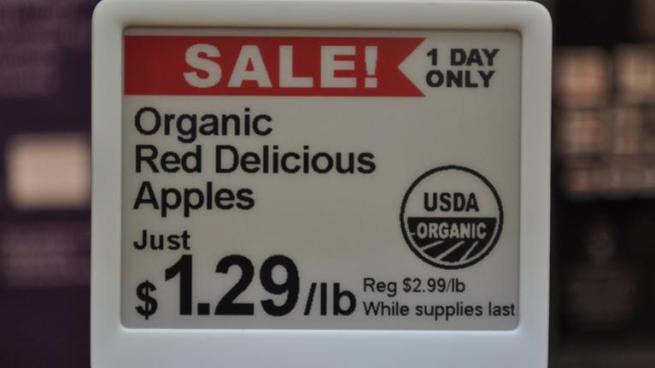 SALE!
1 DAY
ONLY
Organic
Red Delicious
Apples
USDA
ORGANIC
Just
$1.29/lb
Reg $2.99/lb
While supplies last